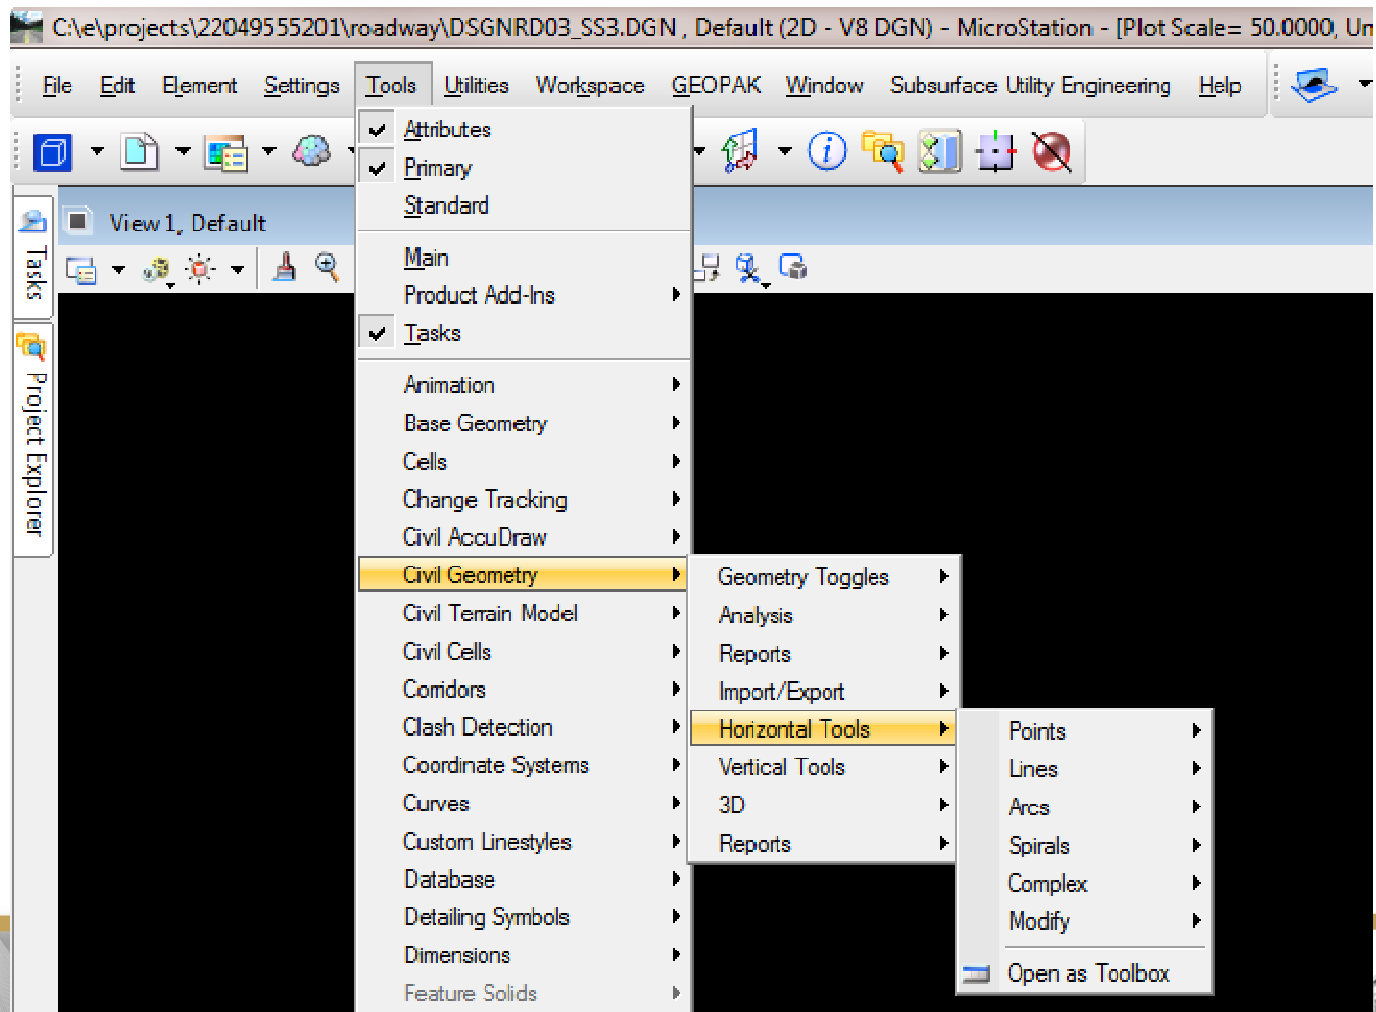 C:\e\projects\22049555201\roadway\DSGNRD03_SS3.DGN , Default (2D - V8 DGN) - MicroStation - [Plot Scale= 50.0000, Un
File Edit Element Settings Tools Utilities Workspace GEOPAK Window Subsurface Utility Engineering Help
Attributes
Primary
Standard
View 1, Default
Tasks
Project Explorer
Main
Product Add-Ins
Tasks
Animation
Base Geometry
Cells
Change Tracking
Civil AccuDraw
Civil Geometry
Civil Terrain Model
Civil Cells
Corridors
Clash Detection
Coordinate Systems
Curves
Custom Linestyles
Database
Detailing Symbols
Dimensions
Feature Solids
Geometry Toggles
Analysis
Reports
Import/Export
Horizontal Tools
Vertical Tools
3D
Reports
Points
Lines
Arcs
Spirals
Complex
Modify
Open as Toolbox